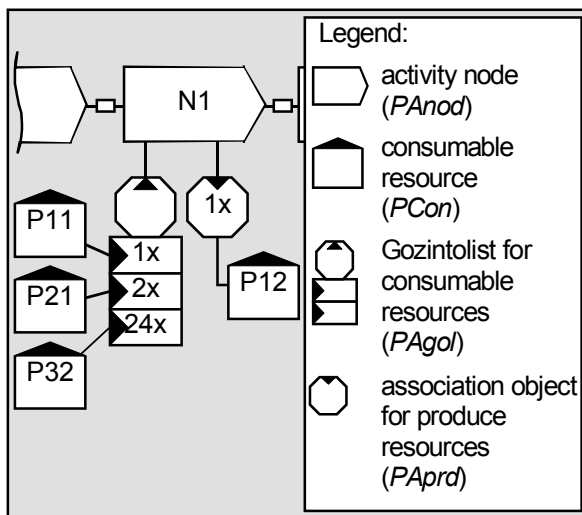 N1
1x
P11
1x
P21
2x
P12
24x
P32
Legend:
activity node
(PAnod)
consumable
resource
(PCon)
Gozintolist for
consumable
resources
(PAgol)
association object
for produce
resources
(PAprd)